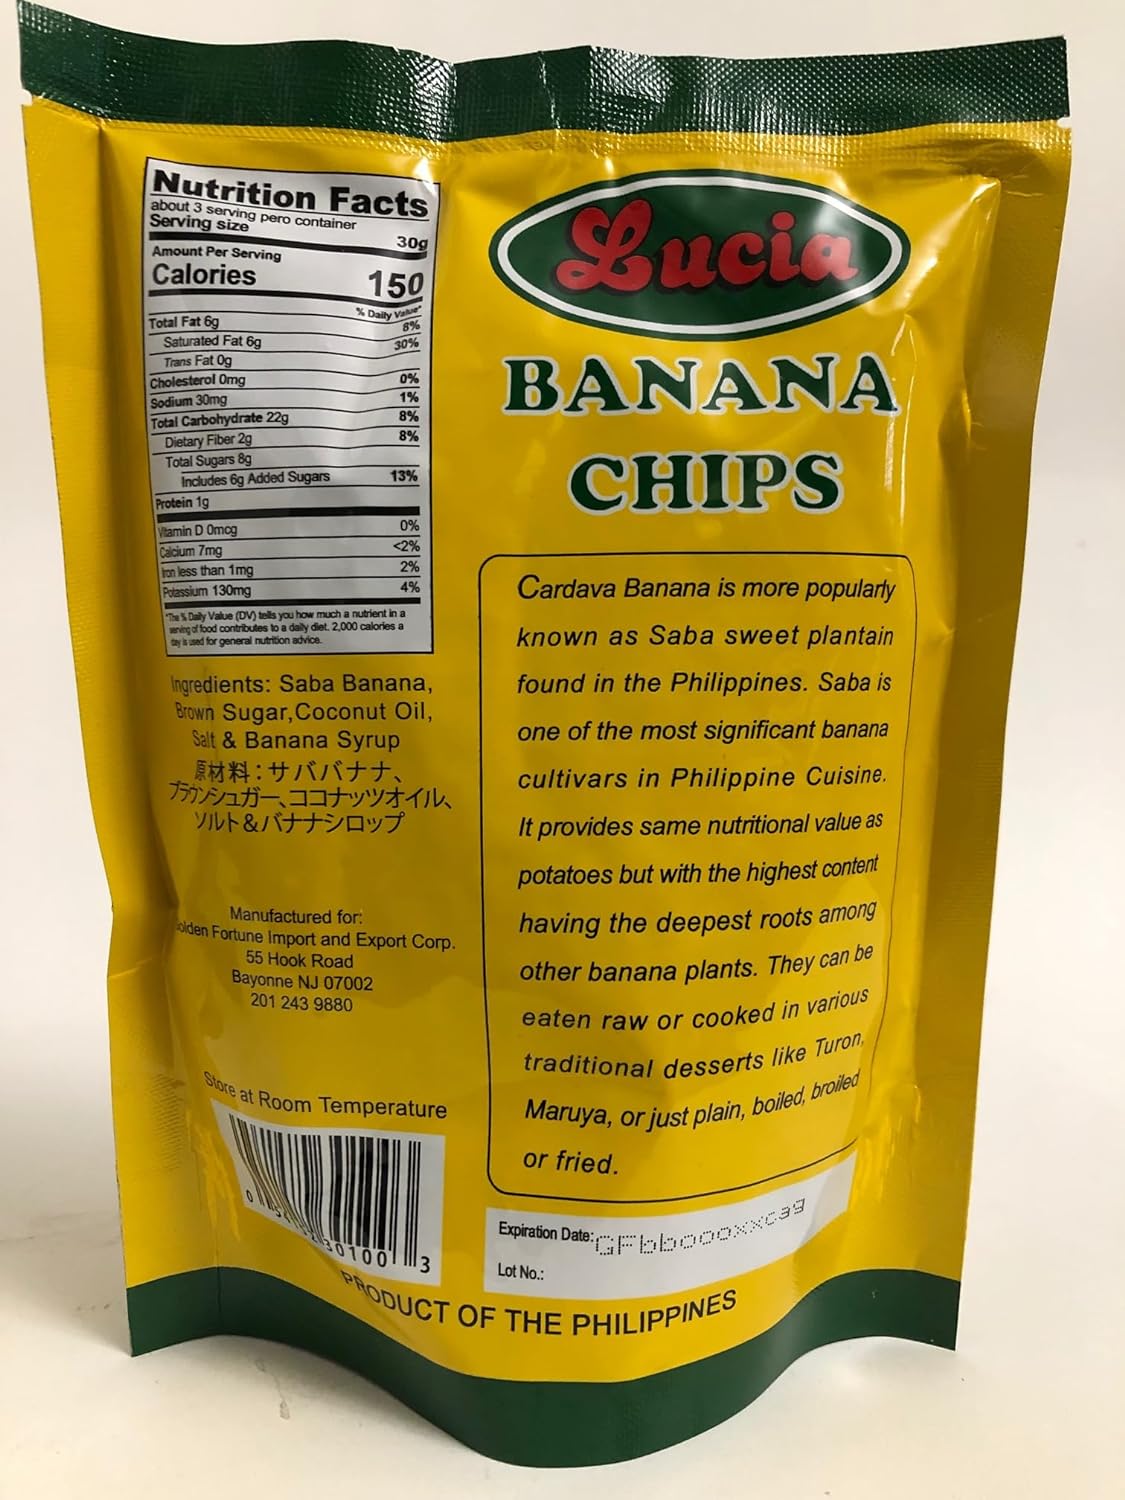 Nutrition Facts
about 3 serving pero container
Serving size 30g
Amount Per Serving
Calories 150
% Daily Value*
Total Fat 6g 8%
Saturated Fat 6g 30%
Trans Fat 0g
Cholesterol 0mg 0%
Sodium 30mg 1%
Total Carbohydrate 22g 8%
Dietary Fiber 2g 8%
Total Sugars 8g
Includes 6g Added Sugars 13%
Protein 1g
Vitamin D 0mcg 0%
Calcium 7mg <2%
Iron less than 1mg 2%
Potassium 130mg 4%
*The % Daily Value (DV) tells you how much a nutrient in a
serving of food contributes to a daily diet. 2,000 calories a
day is used for general nutrition advice.
Ingredients: Saba Banana,
Brown Sugar,Coconut Oil,
Salt & Banana Syrup
原材料：サババナナ、
ブラウンシュガー、ココナッツオイル、
ソルト＆バナナシロップ
Manufactured for:
Golden Fortune Import and Export Corp.
55 Hook Road
Bayonne NJ 07002
201 243 9880
Store at Room Temperature
Lucia
BANANA
CHIPS
Cardava Banana is more popularly
known as Saba sweet plantain
found in the Philippines. Saba is
one of the most significant banana
cultivars in Philippine Cuisine.
It provides same nutritional value as
potatoes but with the highest content
having the deepest roots among
other banana plants. They can be
eaten raw or cooked in various
traditional desserts like Turon,
Maruya, or just plain, boiled, broiled
or fried.
Expiration Date:
Lot No.:
PRODUCT OF THE PHILIPPINES